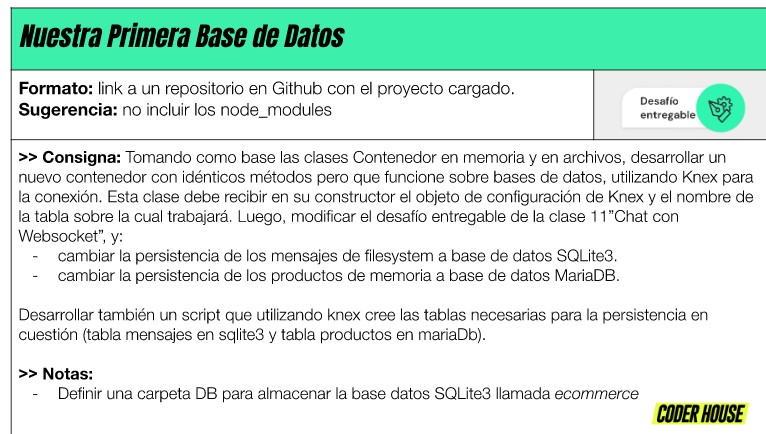 Nuestra Primera Base de Datos
Formato: link a un repositorio en Github con el proyecto cargado.
Sugerencia: no incluir los node_modules
Desafío
entregable
>> Consigna: Tomando como base las clases Contenedor en memoria y en archivos, desarrollar un
nuevo contenedor con idénticos métodos pero que funcione sobre bases de datos, utilizando Knex para
la conexión. Esta clase debe recibir en su constructor el objeto de configuración de Knex y el nombre de
la tabla sobre la cual trabajará. Luego, modificar el desafío entregable de la clase 11”Chat con
Websocket”, y:
- cambiar la persistencia de los mensajes de filesystem a base de datos SQLite3.
- cambiar la persistencia de los productos de memoria a base de datos MariaDB.
Desarrollar también un script que utilizando knex cree las tablas necesarias para la persistencia en
cuestión (tabla mensajes en sqlite3 y tabla productos en mariaDb).
>> Notas:
- Definir una carpeta DB para almacenar la base datos SQLite3 llamada ecommerce
CODER HOUSE